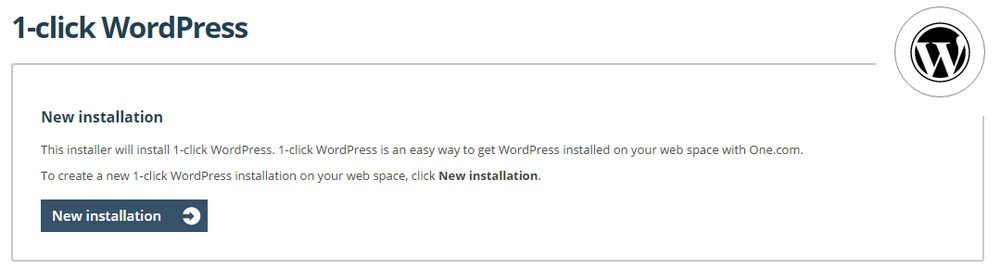 1-click WordPress
New installation
This installer will install 1-click WordPress. 1-click WordPress is an easy way to get WordPress installed on your web space with One.com.
To create a new 1-click WordPress installation on your web space, click New installation.
New installation